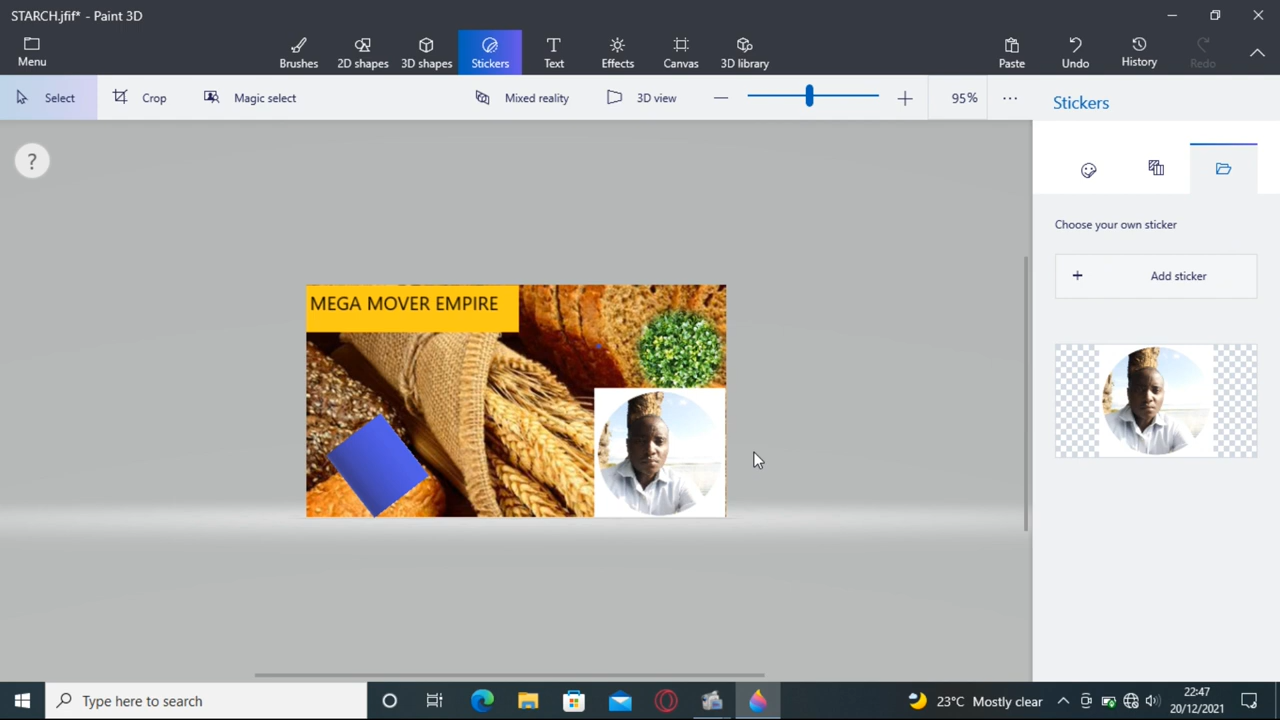 STARCH.jfif* - Paint 3D
Menu
Brushes
2D shapes
3D shapes
Stickers
Text
Effects
Canvas
3D library
Paste
Undo
History
Redo
Select
Crop
Magic select
Mixed reality
3D view
95%
Stickers
?
Choose your own sticker
Add sticker
MEGA MOVER EMPIRE
Type here to search
23°C Mostly clear
22:47
20/12/2021